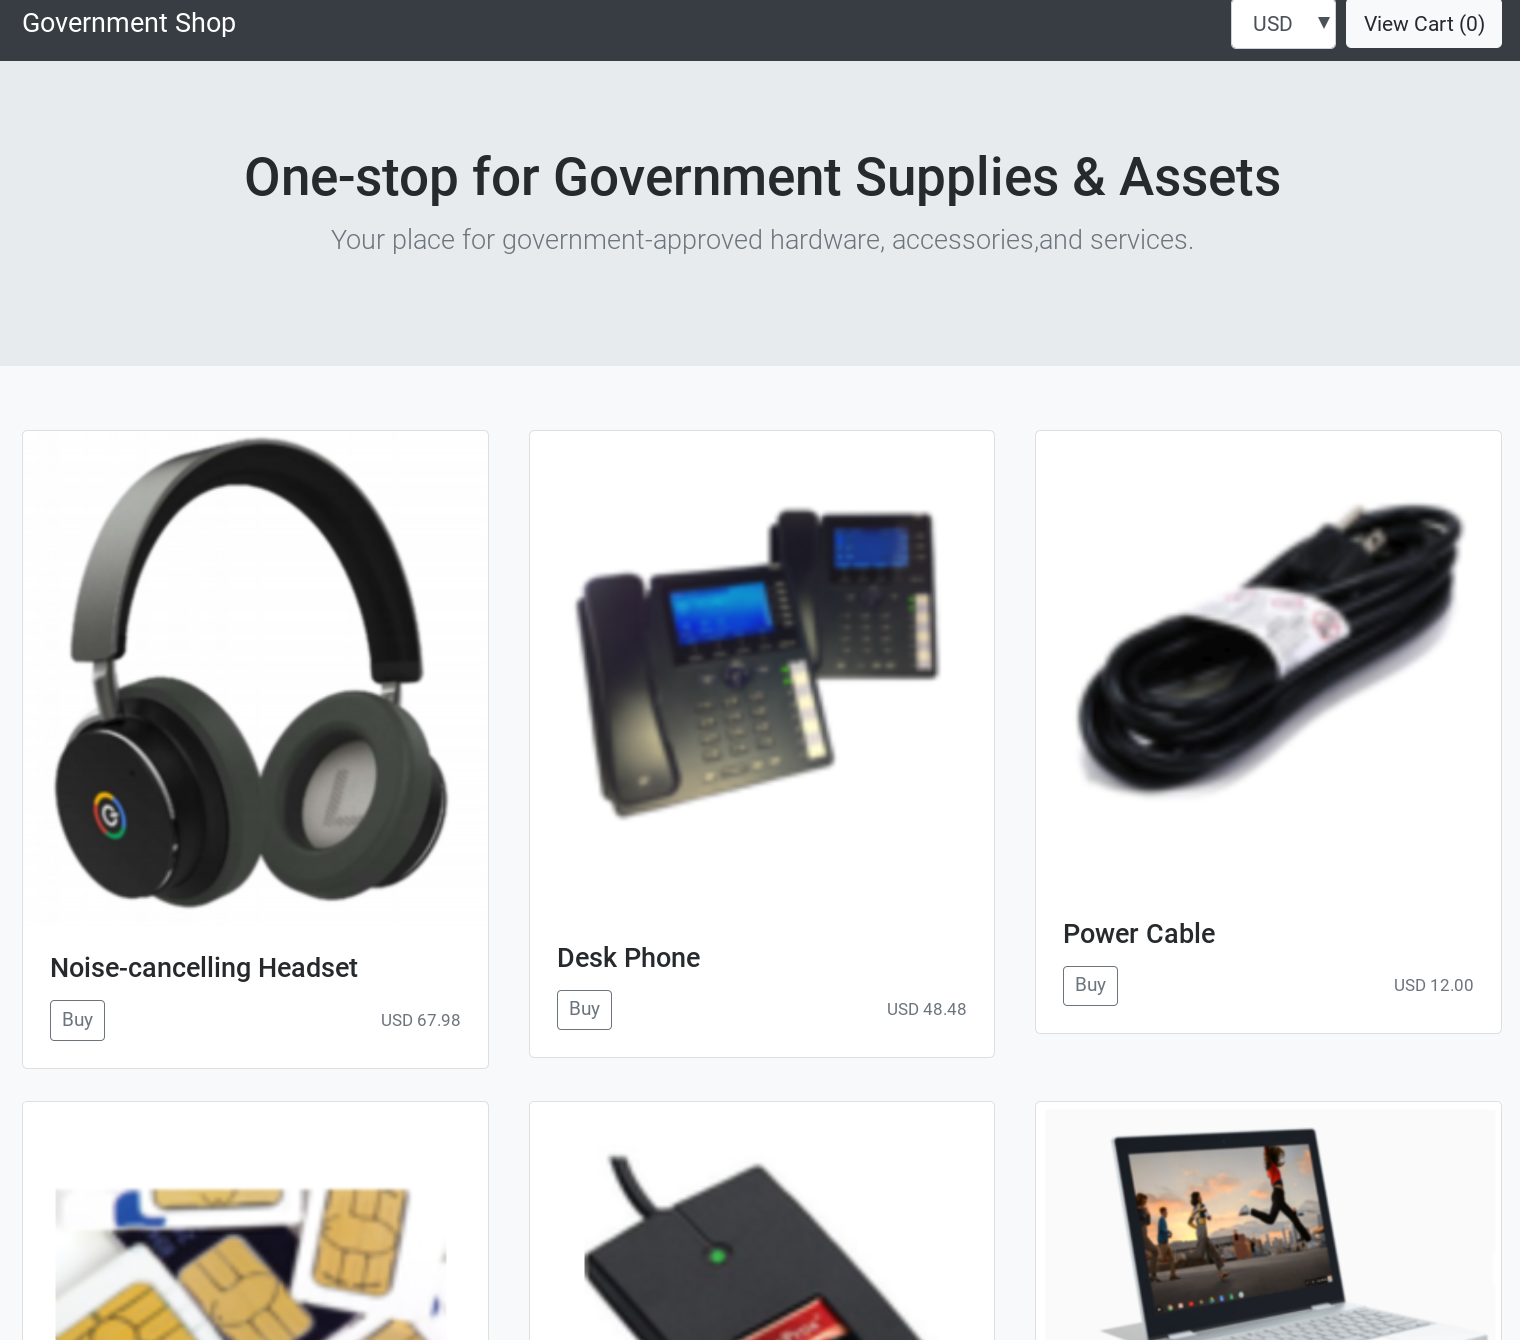 Government Shop
USD ▼
View Cart (0)
One-stop for Government Supplies & Assets
Your place for government-approved hardware, accessories,and services.
Noise-cancelling Headset
Buy
USD 67.98
Desk Phone
Buy
USD 48.48
Power Cable
Buy
USD 12.00